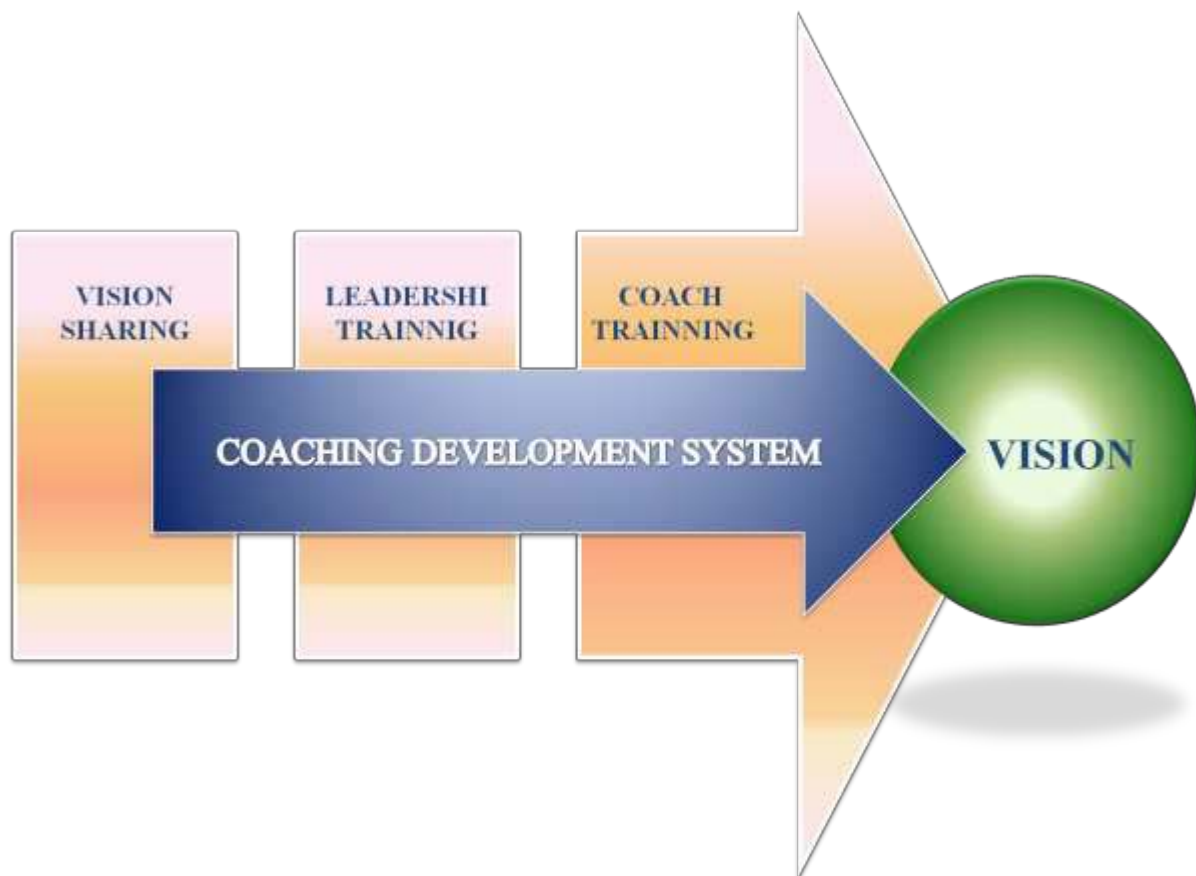 VISION
SHARING
LEADERSHI
TRAINNIG
COACH
TRAINNING
COACHING DEVELOPMENT SYSTEM
VISION